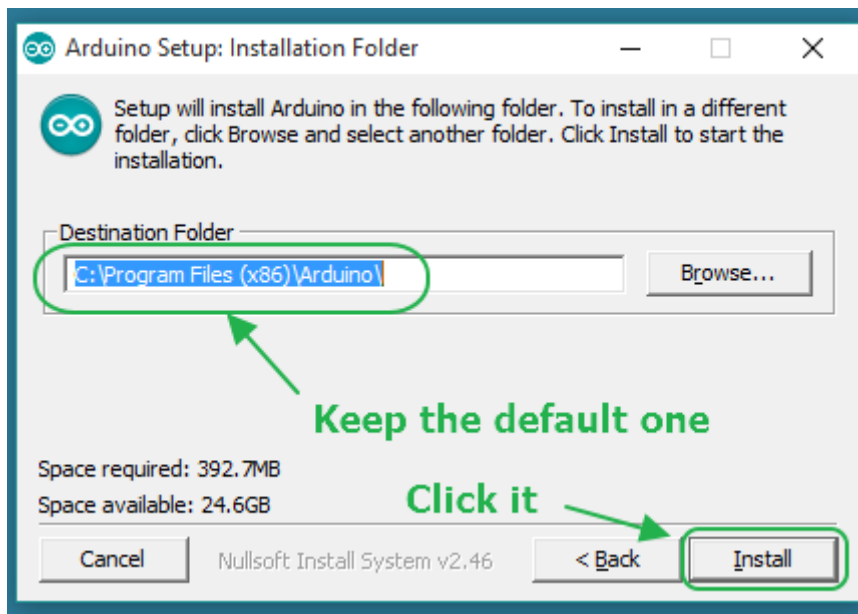 Arduino Setup: Installation Folder
Setup will install Arduino in the following folder. To install in a different
folder, click Browse and select another folder. Click Install to start the
installation.
Destination Folder
C:\Program Files (x86)\Arduino\
Browse...
Keep the default one
Space required: 392.7MB
Space available: 24.6GB
Click it
Cancel
Nullsoft Install System v2.46
< Back
Install